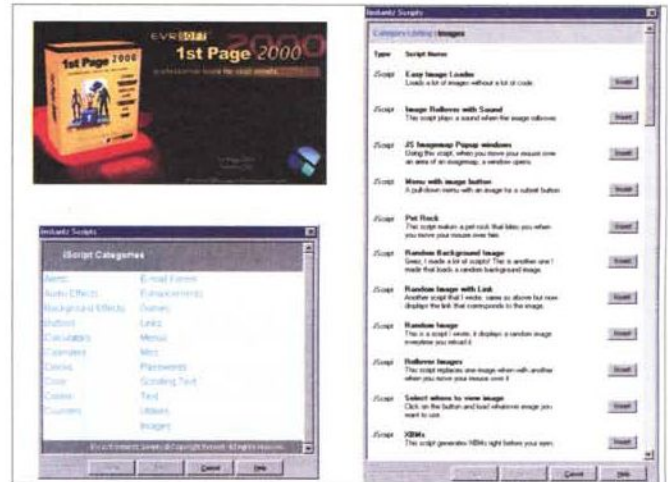 EVRSOFT
1st Page 2000
1st Page 2000
Instantz Scripts
iScript Categories
Alerts
Audio Effects
Background Effects
Buttons
Calculators
Calendars
Clocks
Cool
Cookie
Counters
E-mail Forms
Enhancements
Games
Links
Menus
Misc
Passwords
Scrolling Text
Text
Utilities
Images
Cancel
Help
Instantz Scripts
Category Listing : Images
Type Script Name
iScript Easy Image Loader Insert
Loads a lot of images without a lot of code.
iScript Image Rollover with Sound Insert
This script plays a sound when the image rollovers
iScript JS Imagemap Popup windows Insert
Using this script, when you move your mouse over
an area of an imagemap, a window opens.
iScript Menu with image button Insert
A pull-down menu with an image for a submit button
iScript Pet Rock Insert
This script makes a pet rock that bites you when
you move your mouse over him.
iScript Random Background Image Insert
Geez, I made a lot of scripts! This is another one I
made that loads a random background image.
iScript Random Image with Link Insert
Another script that I wrote, same as above but now
displays the link that corresponds to the image.
iScript Random Image Insert
This is a script I wrote, it displays a random image
everytime you reload it
iScript Rollover Images Insert
This script replaces one image when with another
when you move your mouse over it
iScript Select where to view image Insert
Click on the button and load whatever image you
want to use.
iScript XBMs Insert
This script generates XBMs right before your eyes.
Cancel
Help